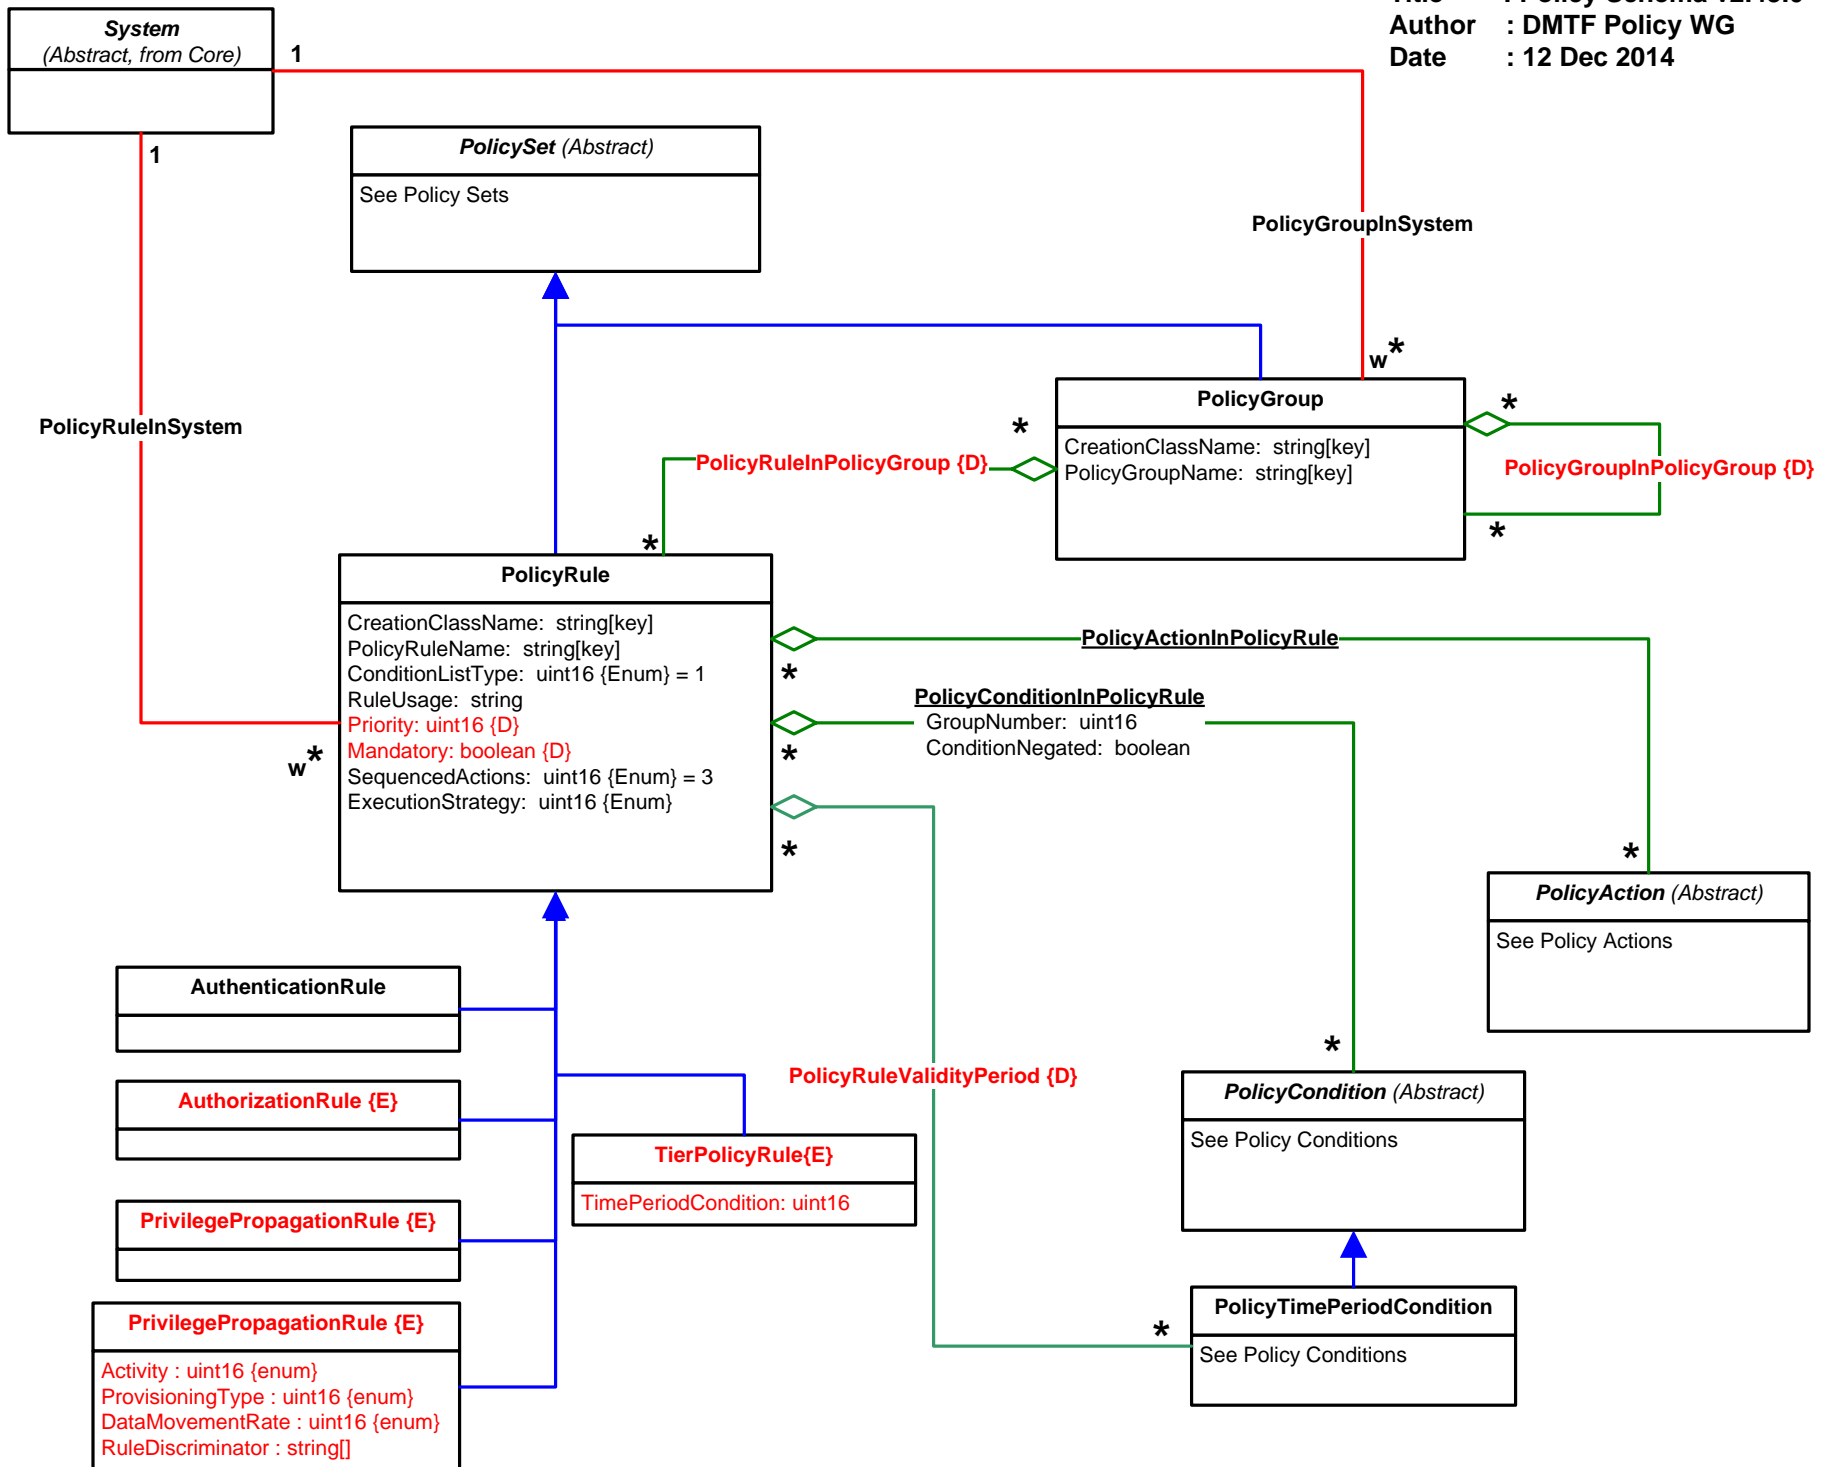 Author : DMTF Policy WG
Date : 12 Dec 2014
System
(Abstract, from Core)
1
1
PolicySet (Abstract)
See Policy Sets
PolicyGroupInSystem
w*
PolicyRuleInSystem
PolicyGroup
CreationClassName: string[key]
PolicyGroupName: string[key]
*
*
PolicyRuleInPolicyGroup {D}
PolicyGroupInPolicyGroup {D}
*
*
PolicyRule
CreationClassName: string[key]
PolicyRuleName: string[key]
ConditionListType: uint16 {Enum} = 1
RuleUsage: string
Priority: uint16 {D}
Mandatory: boolean {D}
SequencedActions: uint16 {Enum} = 3
ExecutionStrategy: uint16 {Enum}
w*
PolicyActionInPolicyRule
*
PolicyConditionInPolicyRule
GroupNumber: uint16
ConditionNegated: boolean
*
*
*
PolicyAction (Abstract)
See Policy Actions
AuthenticationRule
AuthorizationRule {E}
PrivilegePropagationRule {E}
PrivilegePropagationRule {E}
Activity : uint16 {enum}
ProvisioningType : uint16 {enum}
DataMovementRate : uint16 {enum}
RuleDiscriminator : string[]
TierPolicyRule{E}
TimePeriodCondition: uint16
PolicyRuleValidityPeriod {D}
*
PolicyCondition (Abstract)
See Policy Conditions
PolicyTimePeriodCondition
See Policy Conditions
*